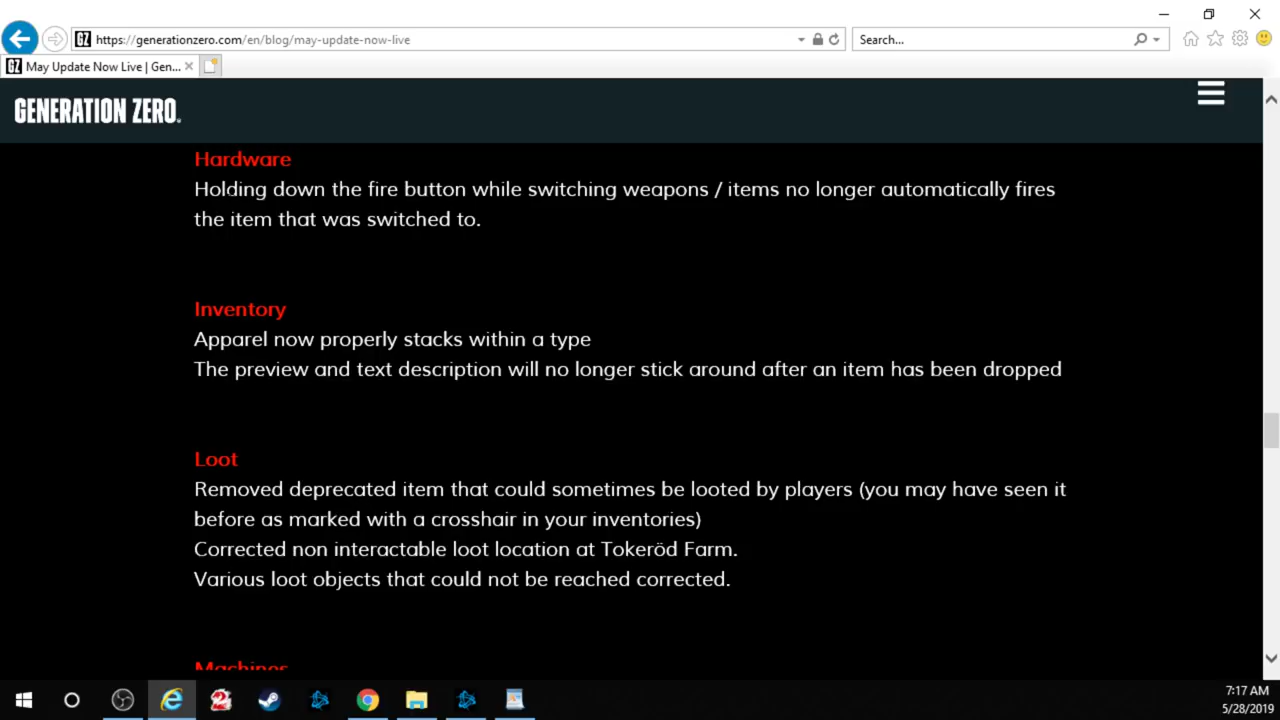 https://generationzero.com/en/blog/may-update-now-live
Search...
GZ May Update Now Live | Gen...
GENERATION ZERO.
Hardware
Holding down the fire button while switching weapons / items no longer automatically fires
the item that was switched to.
Inventory
Apparel now properly stacks within a type
The preview and text description will no longer stick around after an item has been dropped
Loot
Removed deprecated item that could sometimes be looted by players (you may have seen it
before as marked with a crosshair in your inventories)
Corrected non interactable loot location at Tokeröd Farm.
Various loot objects that could not be reached corrected.
Machines
7:17 AM
5/28/2019